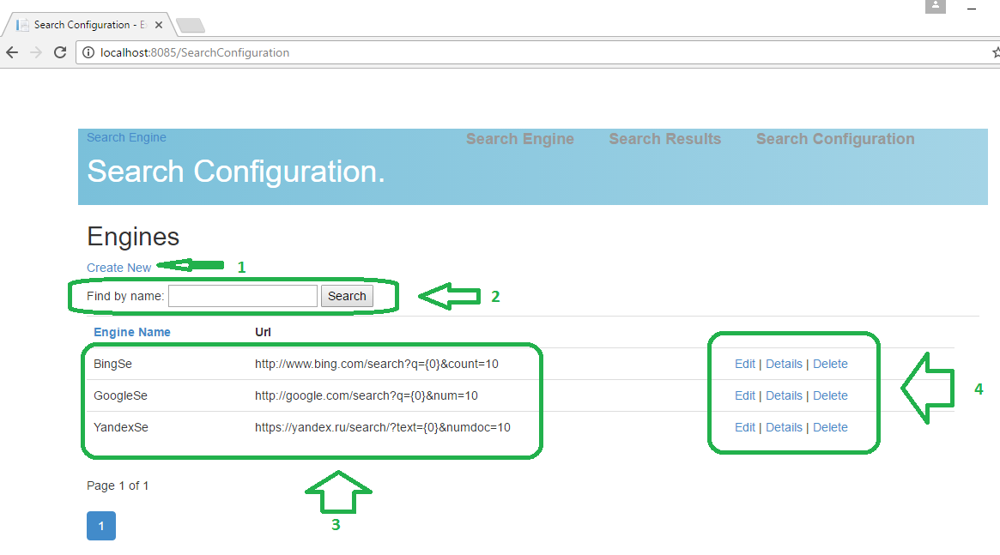 Search Configuration - E
localhost:8085/SearchConfiguration
Search Engine
Search Engine Search Results Search Configuration
Search Configuration.
Engines
Create New 1
Find by name: Search 2
Engine Name Url
BingSe http://www.bing.com/search?q={0}&count=10 Edit | Details | Delete
GoogleSe http://google.com/search?q={0}&num=10 Edit | Details | Delete
4
YandexSe https://yandex.ru/search/?text={0}&numdoc=10 Edit | Details | Delete
Page 1 of 1
3
1